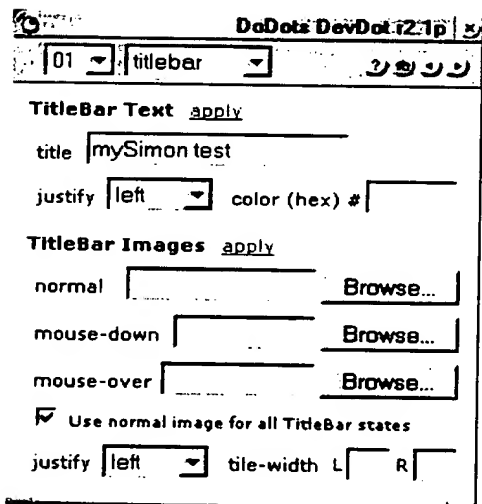 DoDots DevDot r2.1p
01 titlebar
TitleBar Text apply
title mySimon test
justify left color (hex) #
TitleBar Images apply
normal Browse...
mouse-down Browse...
mouse-over Browse...
Use normal image for all TitleBar states
justify left tile-width L R